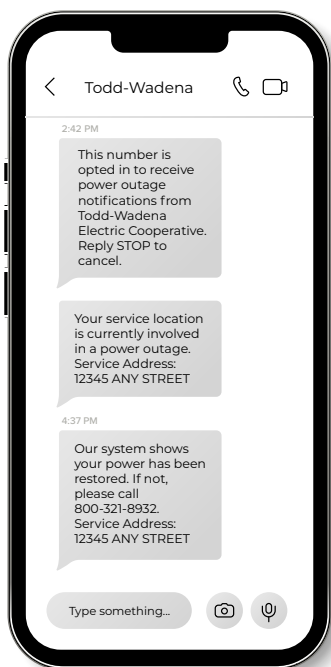 Todd-Wadena
2:42 PM
This number is
opted in to receive
power outage
notifications from
Todd-Wadena
Electric Cooperative.
Reply STOP to
cancel.
Your service location
is currently involved
in a power outage.
Service Address:
12345 ANY STREET
4:37 PM
Our system shows
your power has been
restored. If not,
please call
800-321-8932.
Service Address:
12345 ANY STREET
Type something...